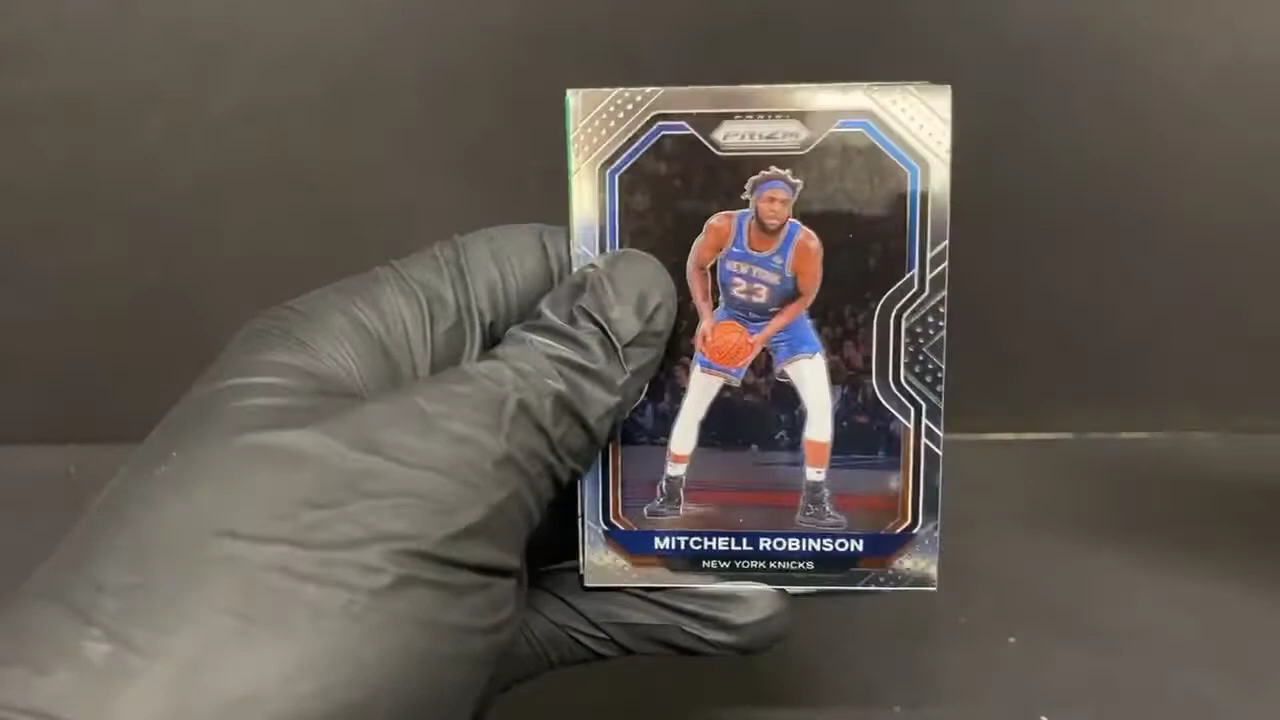 PANINI
PRIZM
NEW YORK
23
MITCHELL ROBINSON
NEW YORK KNICKS